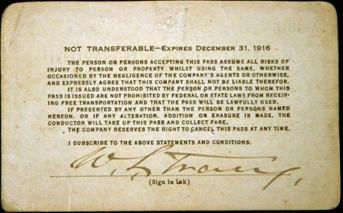 NOT TRANSFERABLE—EXPIRES DECEMBER 31, 1916
THE PERSON OR PERSONS ACCEPTING THIS PASS ASSUME ALL RISKS OF
INJURY TO PERSON OR PROPERTY WHILST USING THE SAME, WHETHER
OCCASIONED BY THE NEGLIGENCE OF THE COMPANY'S AGENTS OR OTHERWISE,
AND EXPRESSLY AGREE THAT THIS COMPANY SHALL NOT BE LIABLE THEREFOR.
IT IS ALSO UNDERSTOOD THAT THE PERSON OR PERSONS TO WHOM THIS
PASS IS ISSUED ARE NOT PROHIBITED BY FEDERAL OR STATE LAWS FROM RECEIV-
ING FREE TRANSPORTATION AND THAT THE PASS WILL BE LAWFULLY USED.
IF PRESENTED BY ANY OTHER THAN THE PERSON OR PERSONS NAMED
HEREON, OR IF ANY ALTERATION, ADDITION OR ERASURE IS MADE, THE
CONDUCTOR WILL TAKE UP THIS PASS AND COLLECT FARE.
THE COMPANY RESERVES THE RIGHT TO CANCEL THIS PASS AT ANY TIME.
I SUBSCRIBE TO THE ABOVE STATEMENTS AND CONDITIONS:
(Sign in Ink)